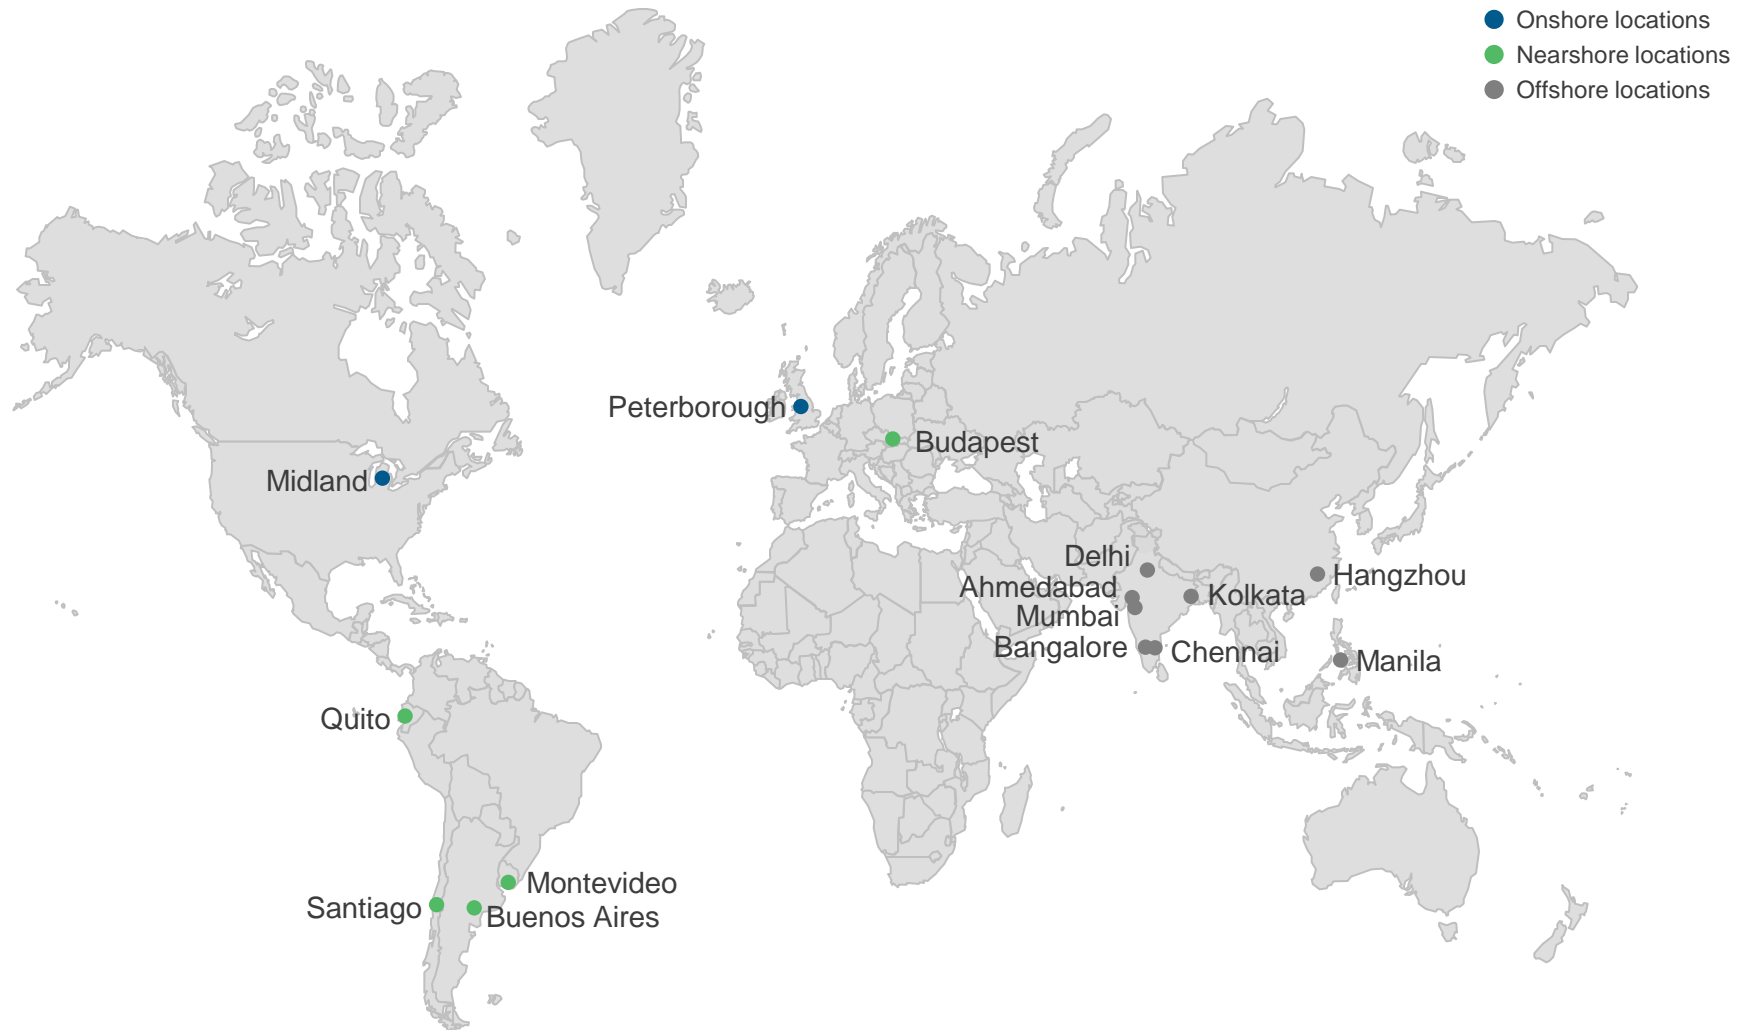 Onshore locations
Nearshore locations
Offshore locations
Peterborough
Budapest
Midland
Delhi
Ahmedabad
Mumbai
Bangalore
Kolkata
Chennai
Hangzhou
Manila
Quito
Montevideo
Santiago
Buenos Aires